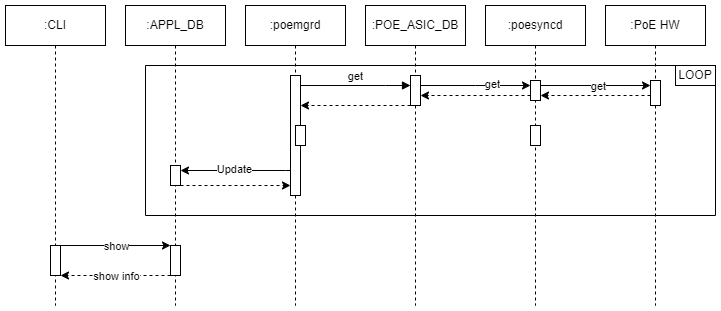 :CLI
:APPL_DB
:poemgrd
:POE_ASIC_DB
:poesyncd
:PoE HW
LOOP
get
get
get
Update
show
show info